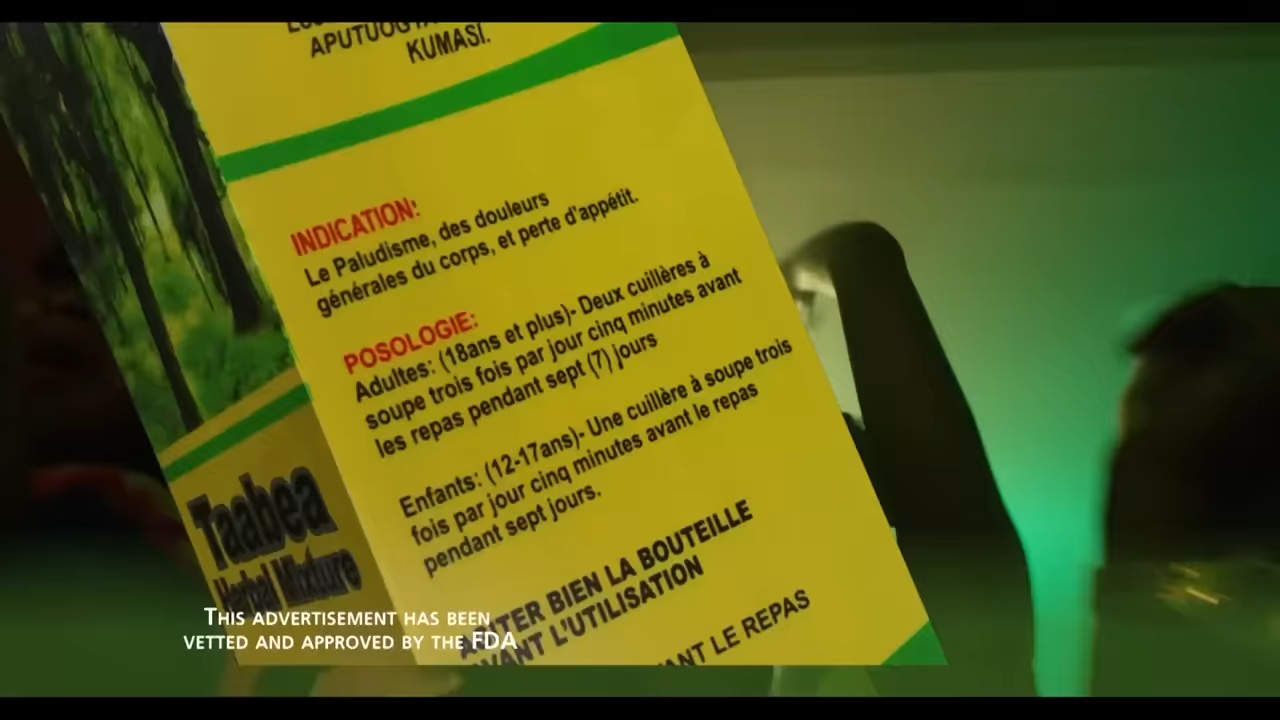 KUMASI.
INDICATION:
Le Paludisme, des douleurs
générales du corps, et perte d'appétit.
POSOLOGIE:
Adultes: (18ans et plus)- Deux cuillères à
soupe trois fois par jour cinq minutes avant
les repas pendant sept (7) jours
Enfants: (12-17ans)- Une cuillère à soupe trois
fois par jour cinq minutes avant le repas
pendant sept jours.
BIEN LA BOUTEILLE
AVANT L'UTILISATION
LE REPAS
Taabea
Herbal Mixture
THIS ADVERTISEMENT HAS BEEN
VETTED AND APPROVED BY THE FDA